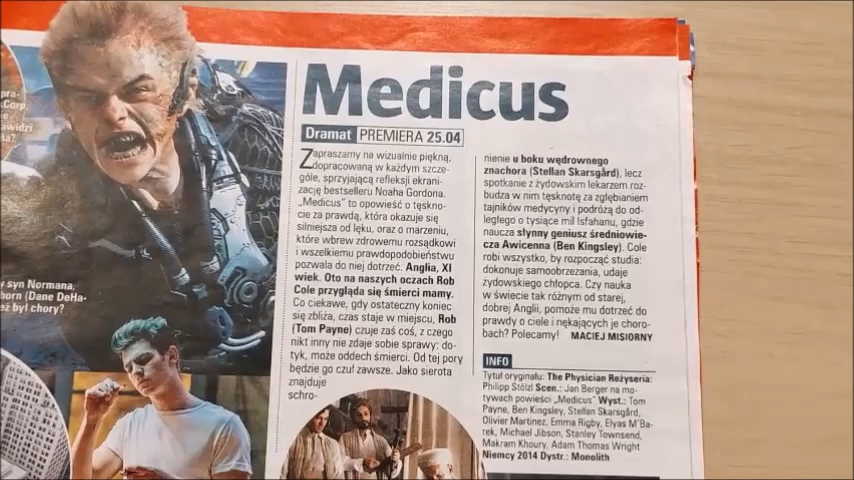 pra-
Corp.
awidzi
a?
y syn Normana,
born (Dane DeHa-
eż był chory?
Medicus
Dramat PREMIERA 25.04
Zapraszamy na wizualnie piękną,
dopracowaną w każdym szcze-
góle, sprzyjającą refleksji ekrani-
zację bestselleru Noaha Gordona.
„Medicus" to opowieść o tęskno-
cie za prawdą, która okazuje się
silniejsza od lęku, oraz o marzeniu,
które wbrew zdrowemu rozsądkowi
i wszelkiemu prawdopodobieństwu
pozwala do niej dotrzeć. Anglia, XI
wiek. Oto na naszych oczach Rob
Cole przygląda się śmierci mamy.
Co ciekawe, gdy ostateczny koniec
się zbliża, czas staje w miejscu, Rob
(Tom Payne) czuje zaś coś, z czego
nikt inny nie zdaje sobie sprawy: do-
tyk, może oddech śmierci. Od tej pory
będzie go czuł zawsze. Jako sierota
znajduje
schro-
nienie u boku wędrownego
znachora (Stellan Skarsgård), lecz
spotkanie z żydowskim lekarzem roz-
budza w nim tęsknotę za zgłębianiem
tajników medycyny i podróżą do od-
ległego o tysiące mil Isfahanu, gdzie
naucza słynny geniusz średniowie-
cza Awicenna (Ben Kingsley). Cole
robi wszystko, by rozpocząć studia:
dokonuje samoobrzezania, udaje
żydowskiego chłopca. Czy nauka
w świecie tak różnym od starej,
dobrej Anglii, pomoże mu dotrzeć do
prawdy o ciele i nękających je choro-
bach? Polecamy! MACIEJ MISIORNY
INFO
Tytuł oryginału: The Physician Reżyseria:
Philipp Stölzl Scen.: Jan Berger na mo-
tywach powieści „Medicus" Wyst.: Tom
Payne, Ben Kingsley, Stellan Skarsgård,
Olivier Martinez, Emma Rigby, Elyas M'Ba-
rek, Michael Jibson, Stanley Townsend,
Makram Khoury, Adam Thomas Wright
Niemcy 2014 Dystr.: Monolith